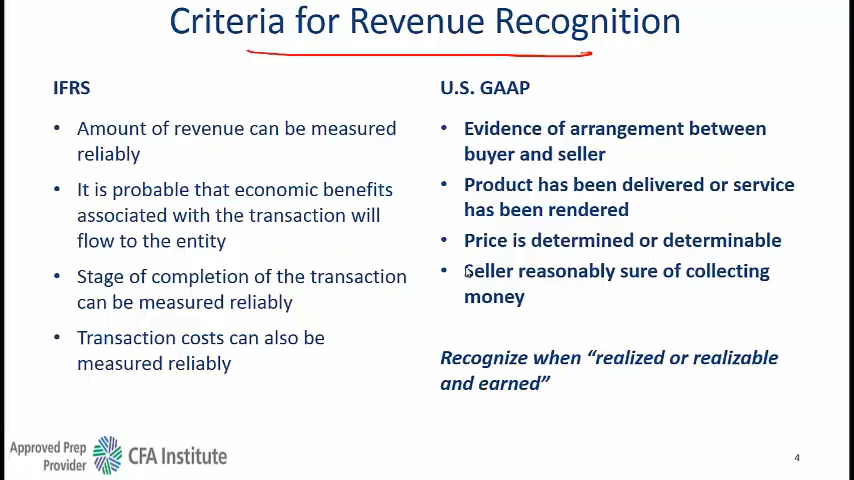 Criteria for Revenue Recognition
IFRS
• Amount of revenue can be measured
reliably
• It is probable that economic benefits
associated with the transaction will
flow to the entity
• Stage of completion of the transaction
can be measured reliably
• Transaction costs can also be
measured reliably
U.S. GAAP
• Evidence of arrangement between
buyer and seller
• Product has been delivered or service
has been rendered
• Price is determined or determinable
• Seller reasonably sure of collecting
money
Recognize when “realized or realizable
and earned”
Approved Prep
Provider
CFA Institute
4